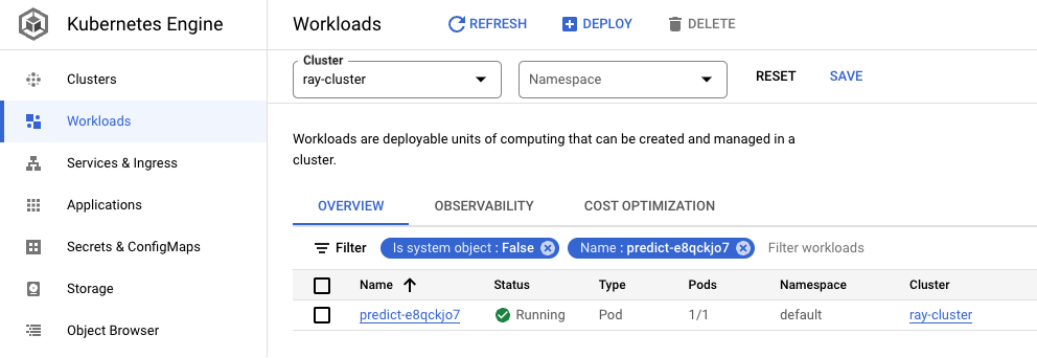 Kubernetes Engine
Workloads
REFRESH
DEPLOY
DELETE
Clusters
Workloads
Services & Ingress
Applications
Secrets & ConfigMaps
Storage
Object Browser
Cluster
ray-cluster
Namespace
RESET
SAVE
Workloads are deployable units of computing that can be created and managed in a
cluster.
OVERVIEW
OBSERVABILITY
COST OPTIMIZATION
Filter
Is system object : False
Name : predict-e8qckjo7
Filter workloads
Name Status Type Pods Namespace Cluster
predict-e8qckjo7 Running Pod 1/1 default ray-cluster